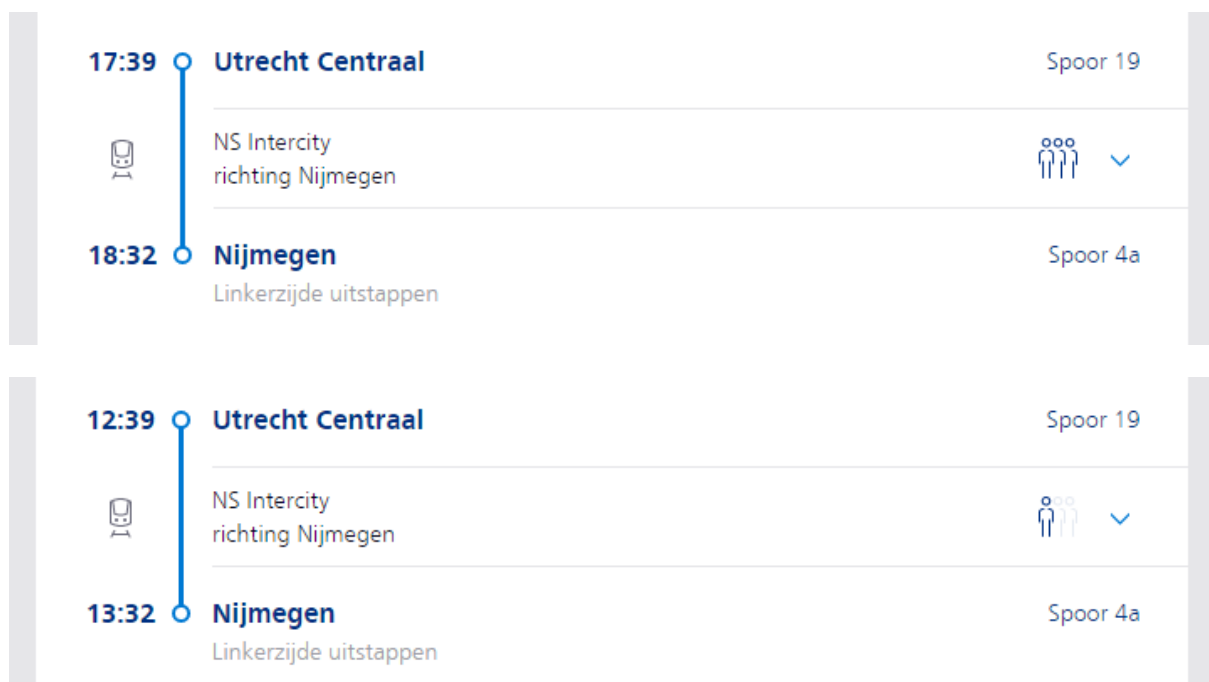 17:39 Utrecht Centraal Spoor 19
NS Intercity
richting Nijmegen
18:32 Nijmegen Spoor 4a
Linkerzijde uitstappen
12:39 Utrecht Centraal Spoor 19
NS Intercity
richting Nijmegen
13:32 Nijmegen Spoor 4a
Linkerzijde uitstappen